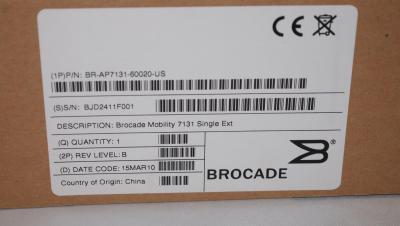 CE
(1P)P/N: BR-AP7131-60020-US
(S)S/N: BJD2411F001
DESCRIPTION: Brocade Mobility 7131 Single Ext
(Q) QUANTITY: 1
(2P) REV LEVEL: B
(D) DATE CODE: 15MAR10
Country of Origin: China
BROCADE